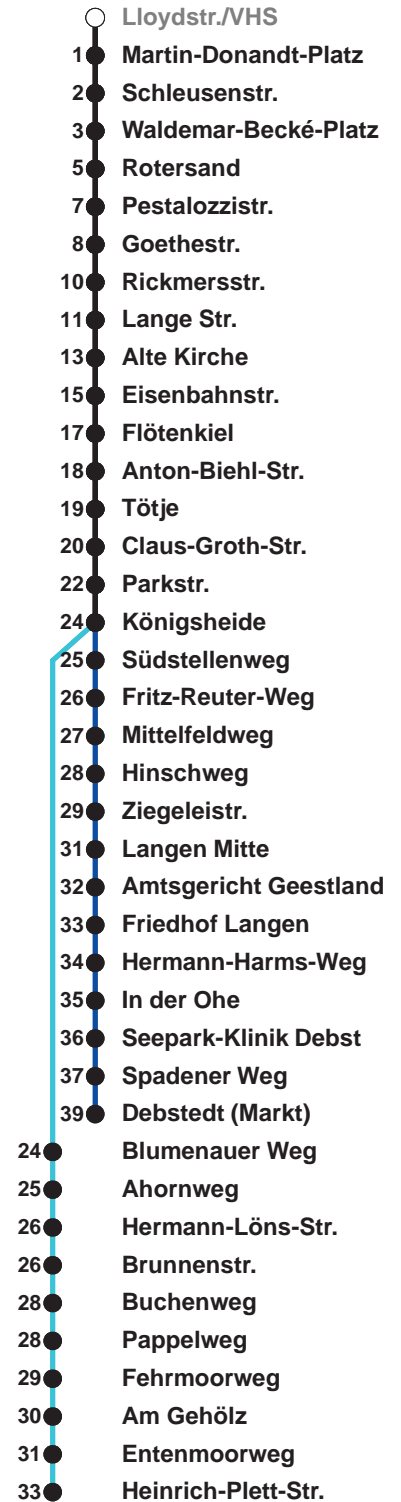 Lloydstr./VHS
1 Martin-Donandt-Platz
2 Schleusenstr.
3 Waldemar-Becké-Platz
5 Rotersand
7 Pestalozzistr.
8 Goethestr.
10 Rickmersstr.
11 Lange Str.
13 Alte Kirche
15 Eisenbahnstr.
17 Flötenkiel
18 Anton-Biehl-Str.
19 Tötje
20 Claus-Groth-Str.
22 Parkstr.
24 Königsheide
25 Südstellenweg
26 Fritz-Reuter-Weg
27 Mittelfeldweg
28 Hinschweg
29 Ziegeleistr.
31 Langen Mitte
32 Amtsgericht Geestland
33 Friedhof Langen
34 Hermann-Harms-Weg
35 In der Ohe
36 Seepark-Klinik Debst
37 Spadener Weg
39 Debstedt (Markt)
24 Blumenauer Weg
25 Ahornweg
26 Hermann-Löns-Str.
26 Brunnenstr.
28 Buchenweg
28 Pappelweg
29 Fehrmoorweg
30 Am Gehölz
31 Entenmoorweg
33 Heinrich-Plett-Str.